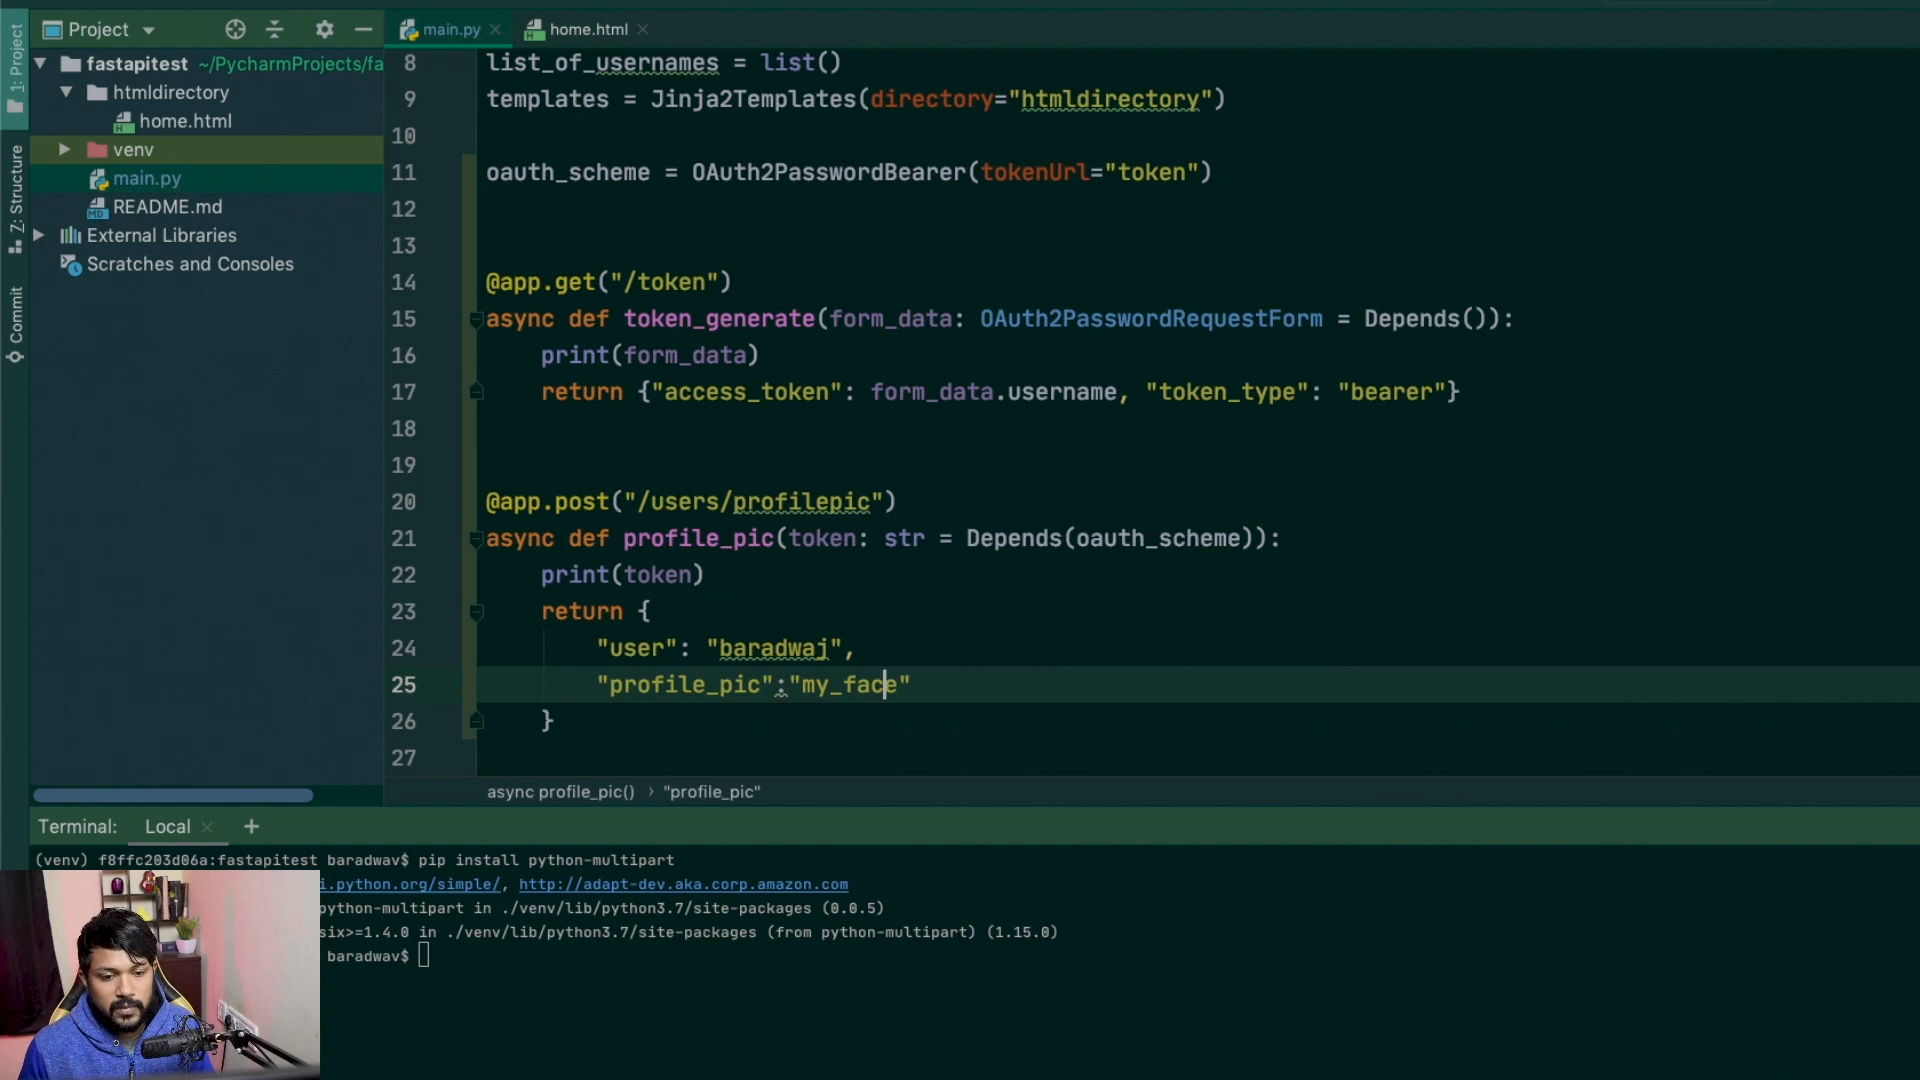 1: Project
Z: Structure
Commit
Project
fastapitest ~/PycharmProjects/fa
htmldirectory
home.html
venv
main.py
README.md
External Libraries
Scratches and Consoles
main.py
home.html
8 list_of_usernames = list()
9 templates = Jinja2Templates(directory="htmldirectory")
10
11 oauth_scheme = OAuth2PasswordBearer(tokenUrl="token")
12
13
14 @app.get("/token")
15 async def token_generate(form_data: OAuth2PasswordRequestForm = Depends()):
16 print(form_data)
17 return {"access_token": form_data.username, "token_type": "bearer"}
18
19
20 @app.post("/users/profilepic")
21 async def profile_pic(token: str = Depends(oauth_scheme)):
22 print(token)
23 return {
24 "user": "baradwaj",
25 "profile_pic":"my_face"
26 }
27
async profile_pic() › "profile_pic"
Terminal: Local +
(venv) f8ffc203d06a:fastapitest baradwav$ pip install python-multipart
i.python.org/simple/, http://adapt-dev.aka.corp.amazon.com
python-multipart in ./venv/lib/python3.7/site-packages (0.0.5)
six>=1.4.0 in ./venv/lib/python3.7/site-packages (from python-multipart) (1.15.0)
baradwav$